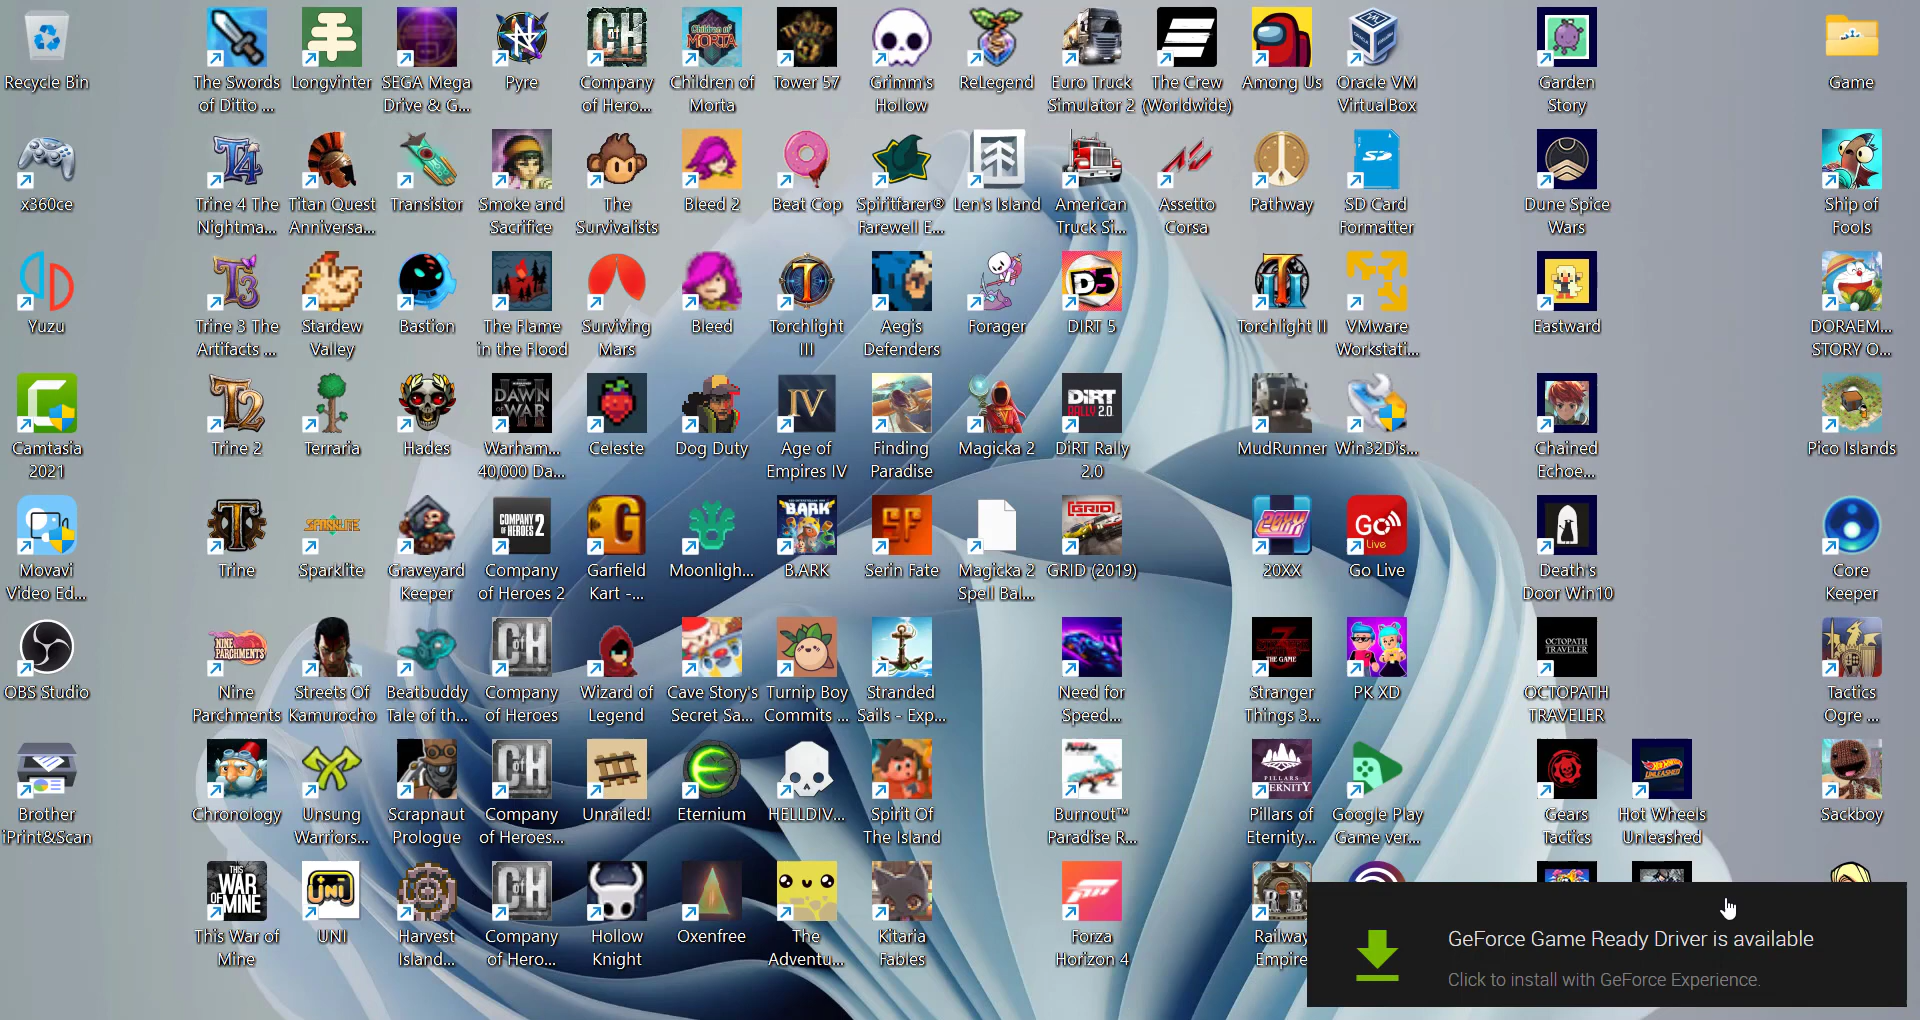 Recycle Bin
The Swords
of Ditto ...
Longvinter
SEGA Mega
Drive & G...
Pyre
Company
of Hero...
Children of
Morta
Tower 57
Grimm's
Hollow
ReLegend
Euro Truck
Simulator 2
The Crew
(Worldwide)
Among Us
Oracle VM
VirtualBox
Garden
Story
Game
x360ce
Trine 4 The
Nightma...
Titan Quest
Anniversa...
Transistor
Smoke and
Sacrifice
The
Survivalists
Bleed 2
Beat Cop
Spiritfarer®
Farewell E...
Len's Island
American
Truck Si...
Assetto
Corsa
Pathway
SD Card
Formatter
Dune Spice
Wars
Ship of
Fools
Yuzu
Trine 3 The
Artifacts ...
Stardew
Valley
Bastion
The Flame
in the Flood
Surviving
Mars
Bleed
Torchlight
III
Aegis
Defenders
Forager
DIRT 5
Torchlight II
VMware
Workstati...
Eastward
DORAEM...
STORY O...
Camtasia
2021
Trine 2
Terraria
Hades
Warham...
40,000 Da...
Celeste
Dog Duty
Age of
Empires IV
Finding
Paradise
Magicka 2
DiRT Rally
2.0
MudRunner
Win32Dis...
Chained
Echoe...
Pico Islands
Movavi
Video Ed...
Trine
Sparklite
Graveyard
Keeper
Company
of Heroes 2
Garfield
Kart -...
Moonligh...
B.ARK
Serin Fate
Magicka 2
Spell Bal...
GRID (2019)
20XX
Go Live
Death's
Door Win10
Core
Keeper
OBS Studio
Nine
Parchments
Streets Of
Kamurocho
Beatbuddy
Tale of th...
Company
of Heroes
Wizard of
Legend
Cave Story's
Secret Sa...
Turnip Boy
Commits ...
Stranded
Sails - Exp...
Need for
Speed...
Stranger
Things 3...
PK XD
OCTOPATH
TRAVELER
Tactics
Ogre ...
Brother
iPrint&Scan
Chronology
Unsung
Warriors...
Scrapnaut
Prologue
Company
of Heroes...
Unrailed!
Eternium
HELLDIV...
Spirit Of
The Island
Burnout™
Paradise R...
Pillars of
Eternity...
Google Play
Game ver...
Gears
Tactics
Hot Wheels
Unleashed
Sackboy
This War of
Mine
UNI
Harvest
Island...
Company
of Hero...
Hollow
Knight
Oxenfree
The
Adventu...
Kitaria
Fables
Forza
Horizon 4
Railway
Empire
GeForce Game Ready Driver is available
Click to install with GeForce Experience.